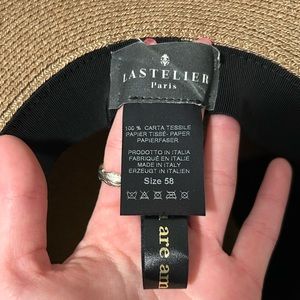 LASTELIER
Paris
100 % CARTA TESSILE
PAPIER TISSÉ- PAPER
PAPIERFASER
PRODOTTO IN ITALIA
FABRIQUÉ EN ITALIE
MADE IN ITALY
ERZEUGT IN ITALIEN
Size 58
are am